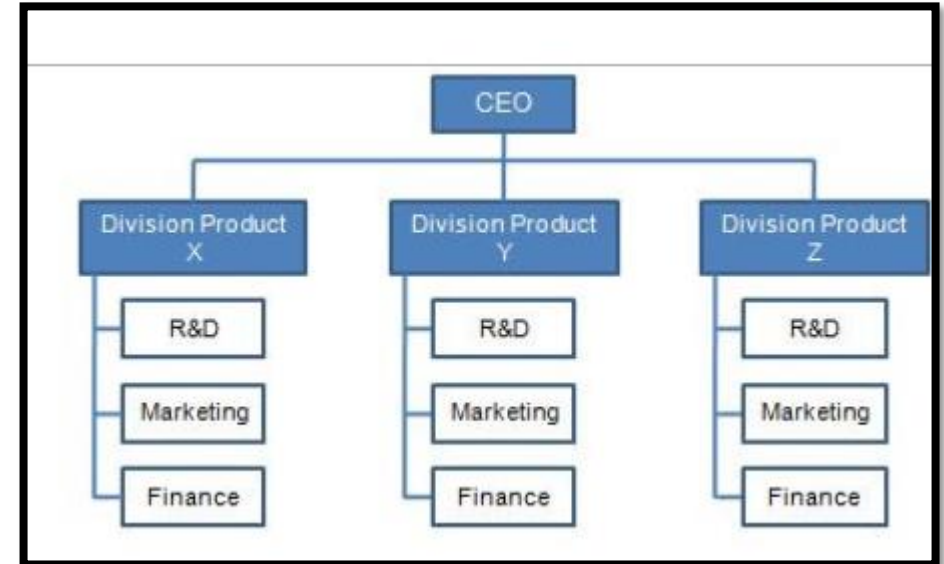 CEO
Division Product
X
Division Product
Y
Division Product
Z
R&D
R&D
R&D
Marketing
Marketing
Marketing
Finance
Finance
Finance